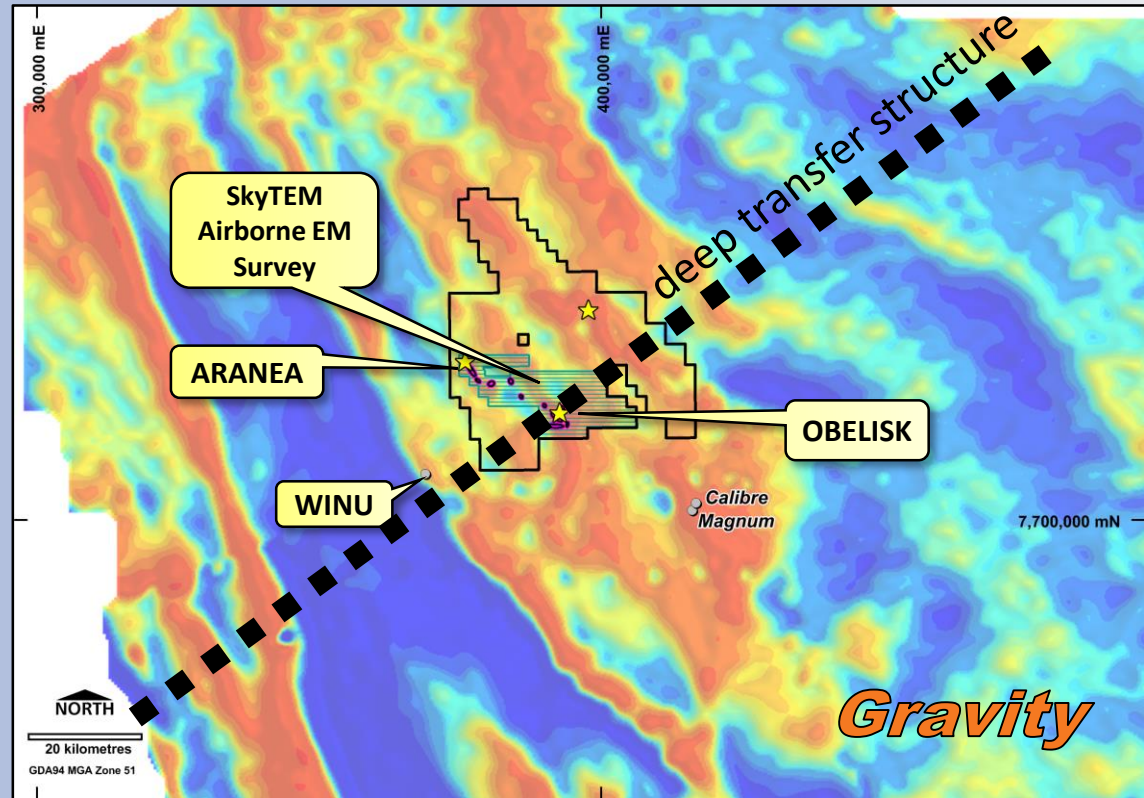 300,000 mE
400,000 mE
deep transfer structure
SkyTEM
Airborne EM
Survey
ARANEA
OBELISK
WINU
Calibre
Magnum
7,700,000 mN
NORTH
20 kilometres
GDA94 MGA Zone 51
Gravity